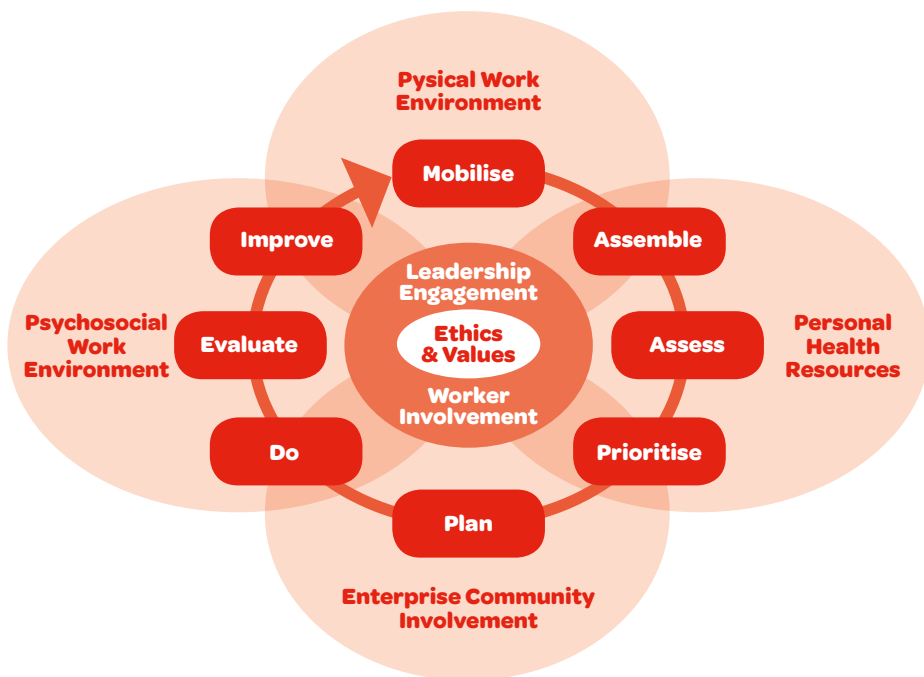 Pysical Work
Environment
Mobilise
Improve
Assemble
Leadership
Engagement
Psychosocial
Work
Environment
Evaluate
Ethics
& Values
Assess
Personal
Health
Resources
Worker
Involvement
Do
Prioritise
Plan
Enterprise Community
Involvement